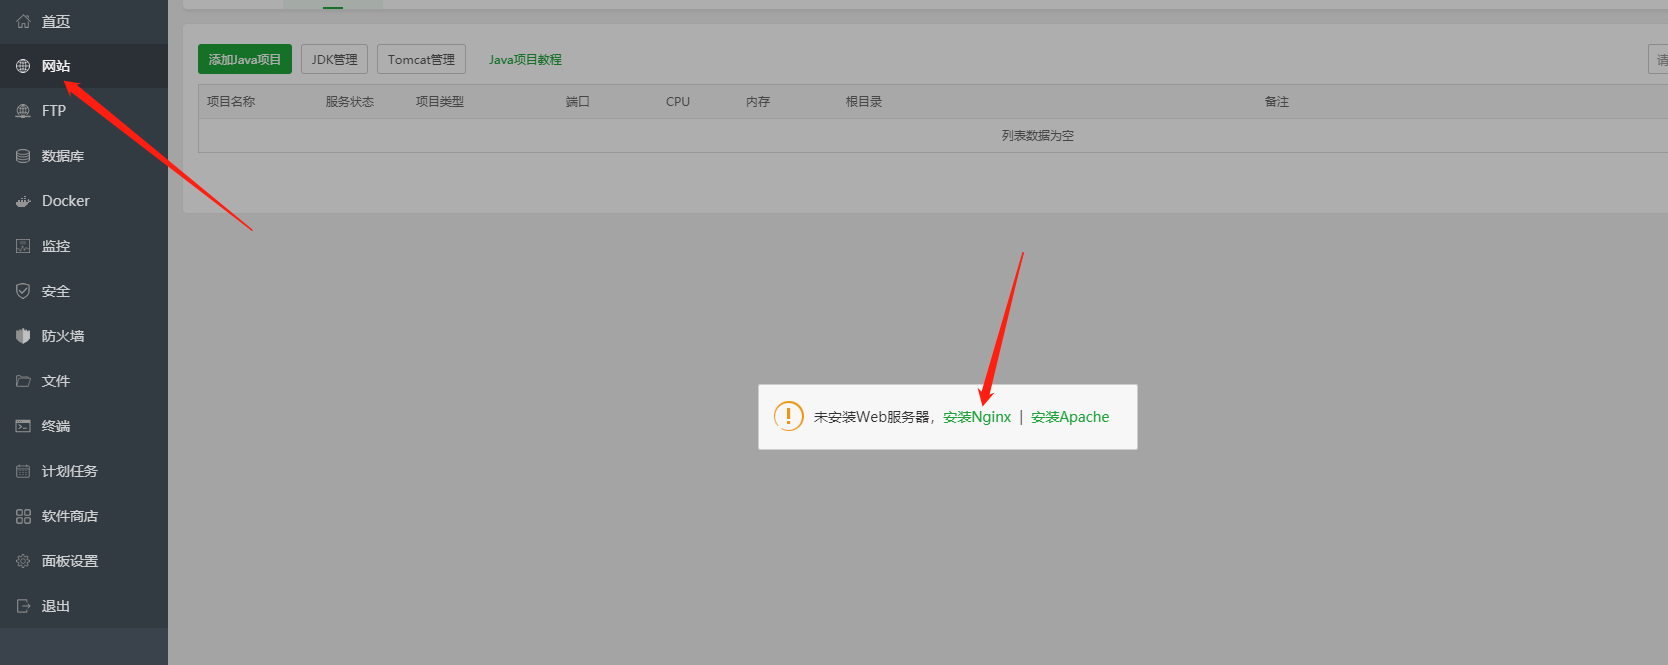 首页
网站
FTP
数据库
Docker
监控
安全
防火墙
文件
终端
计划任务
软件商店
面板设置
退出
添加Java项目 JDK管理 Tomcat管理 Java项目教程 请
项目名称 服务状态 项目类型 端口 CPU 内存 根目录 备注
列表数据为空
未安装Web服务器，安装Nginx | 安装Apache